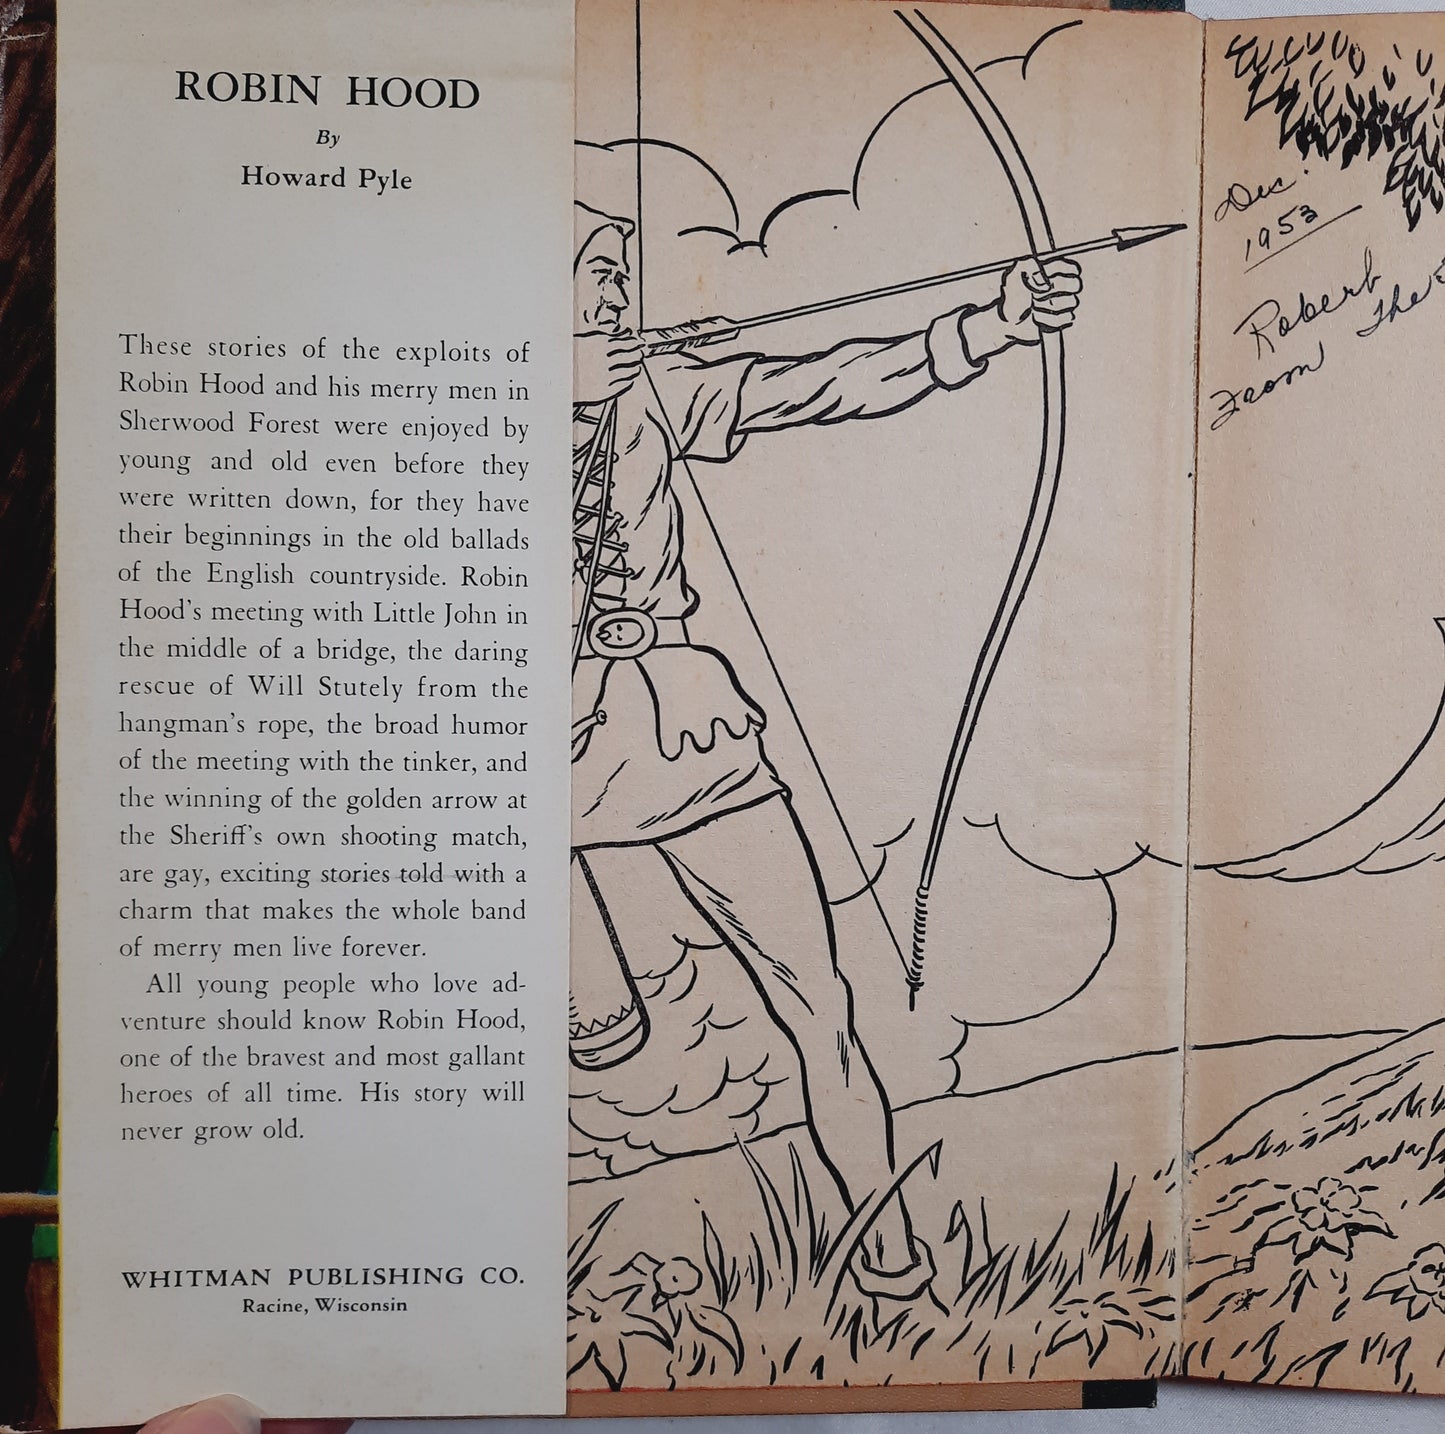 ROBIN HOOD
By
Howard Pyle
These stories of the exploits of
Robin Hood and his merry men in
Sherwood Forest were enjoyed by
young and old even before they
were written down, for they have
their beginnings in the old ballads
of the English countryside. Robin
Hood's meeting with Little John in
the middle of a bridge, the daring
rescue of Will Stutely from the
hangman's rope, the broad humor
of the meeting with the tinker, and
the winning of the golden arrow at
the Sheriff's own shooting match,
are gay, exciting stories told with a
charm that makes the whole band
of merry men live forever.
All young people who love ad-
venture should know Robin Hood,
one of the bravest and most gallant
heroes of all time. His story will
never grow old.
WHITMAN PUBLISHING CO.
Racine, Wisconsin
Dec.
1953
Robert
From The